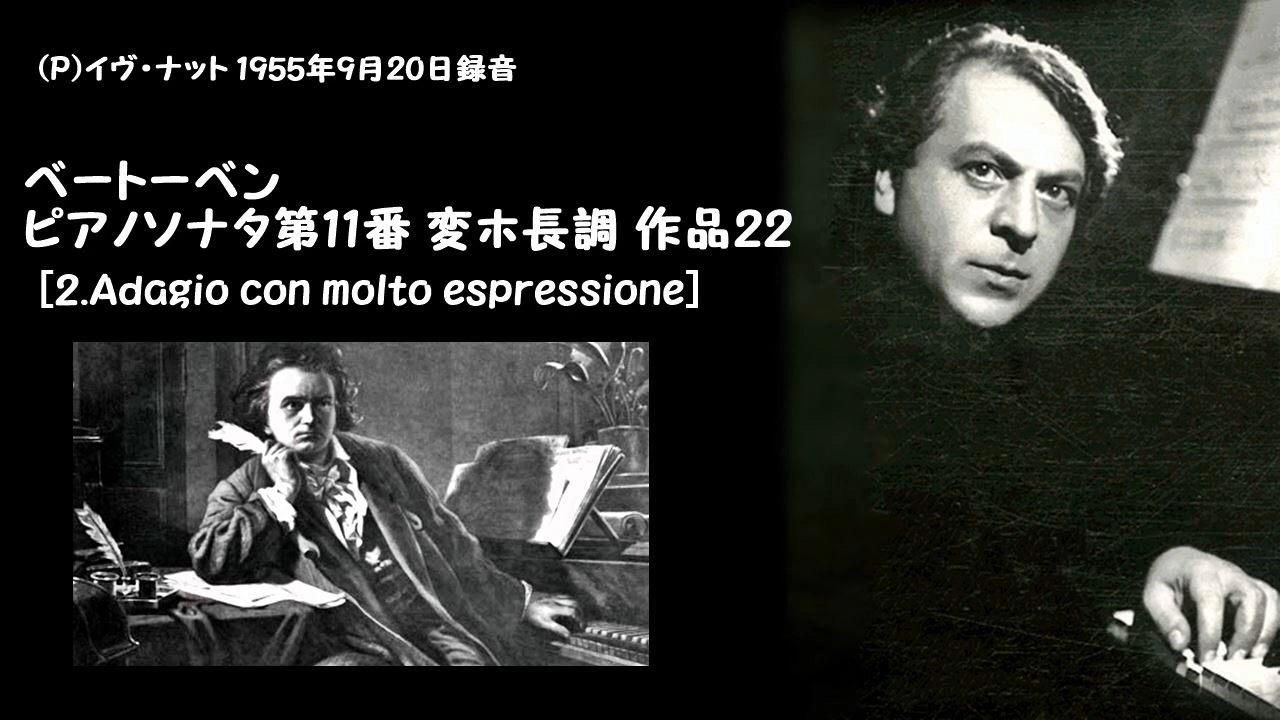 (P)イヴ・ナット 1955年9月20日録音
ベートーベン
ピアノソナタ第11番 変ホ長調 作品22
[2.Adagio con molto espressione]